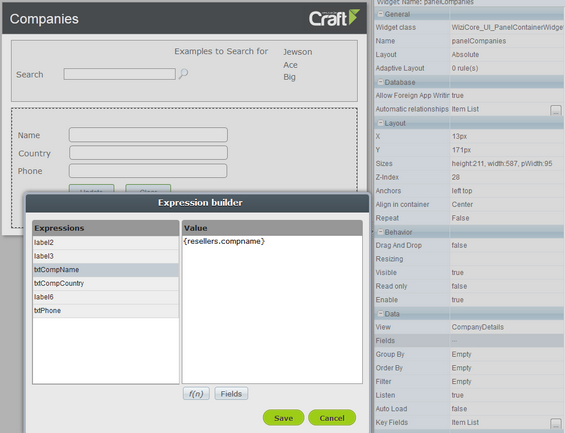 Companies
Craft
Examples to Search for
Jewson
Ace
Big
Search
Name
Country
Phone
Update
Clear
Expression builder
Expressions
Value
label2
label3
txtCompName
txtCompCountry
label6
txtPhone
{resellers.compname}
f(n)
Fields
Save
Cancel
Widget Name: panelCompanies
General
Widget class WiziCore_UI_PanelContainerWidge
Name panelCompanies
Layout Absolute
Adaptive Layout 0 rule(s)
Database
Allow Foreign App Writin true
Automatic relationships Item List ...
Layout
X 13px
Y 171px
Sizes height:211, width:587, pWidth:95
Z-Index 28
Anchors left top
Align in container Center
Repeat False
Behavior
Drag And Drop false
Resizing
Visible true
Read only false
Enable true
Data
View CompanyDetails
Fields ---
Group By Empty
Order By Empty
Filter Empty
Listen true
Auto Load false
Key Fields Item List ...